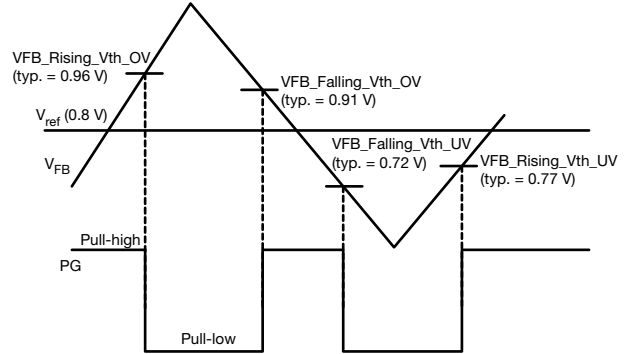 VFB_Rising_Vth_OV
(typ. = 0.96 V)
VFB_Falling_Vth_OV
(typ. = 0.91 V)
Vref (0.8 V)
VFB_Falling_Vth_UV
(typ. = 0.72 V)
VFB_Rising_Vth_UV
(typ. = 0.77 V)
VFB
Pull-high
PG
Pull-low